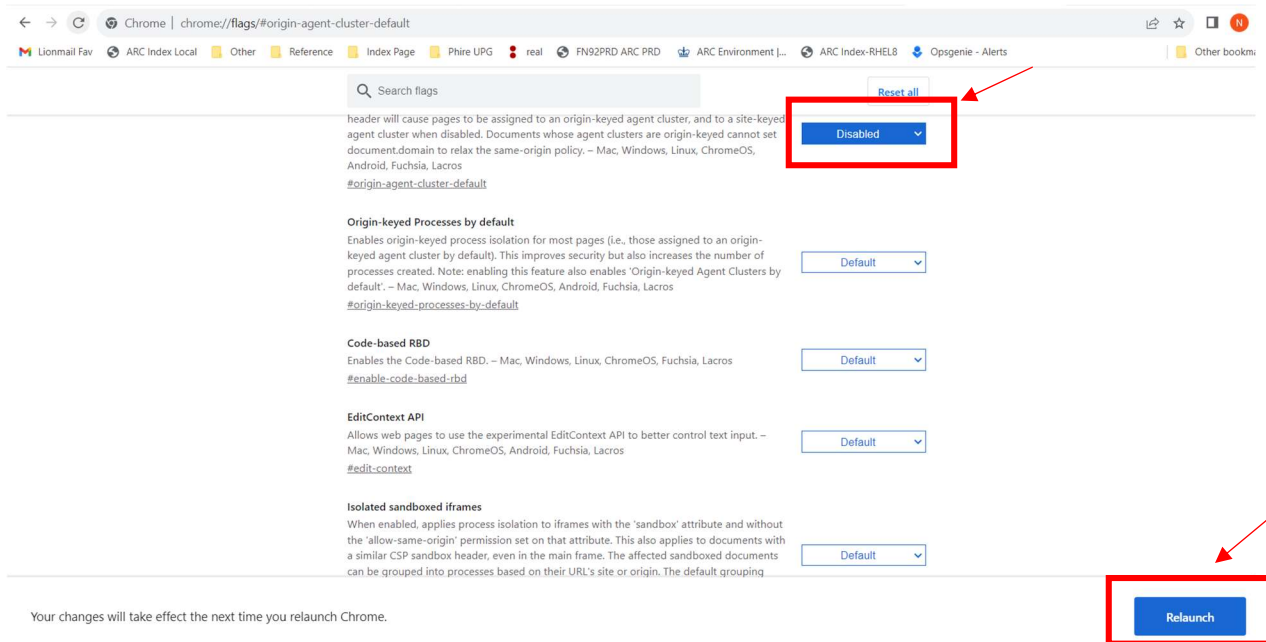 Chrome | chrome://flags/#origin-agent-cluster-default
N
Lionmail Fav ARC Index Local Other Reference Index Page Phire UPG real FN92PRD ARC PRD ARC Environment |... ARC Index-RHEL8 Opsgenie - Alerts Other bookma
Search flags Reset all
header will cause pages to be assigned to an origin-keyed agent cluster, and to a site-keyed
agent cluster when disabled. Documents whose agent clusters are origin-keyed cannot set
document.domain to relax the same-origin policy. – Mac, Windows, Linux, ChromeOS,
Android, Fuchsia, Lacros
#origin-agent-cluster-default
Disabled
Origin-keyed Processes by default
Enables origin-keyed process isolation for most pages (i.e., those assigned to an origin-
keyed agent cluster by default). This improves security but also increases the number of
processes created. Note: enabling this feature also enables 'Origin-keyed Agent Clusters by
default'. – Mac, Windows, Linux, ChromeOS, Android, Fuchsia, Lacros
#origin-keyed-processes-by-default
Default
Code-based RBD
Enables the Code-based RBD. – Mac, Windows, Linux, ChromeOS, Fuchsia, Lacros
#enable-code-based-rbd
Default
EditContext API
Allows web pages to use the experimental EditContext API to better control text input. –
Mac, Windows, Linux, ChromeOS, Android, Fuchsia, Lacros
#edit-context
Default
Isolated sandboxed iframes
When enabled, applies process isolation to iframes with the 'sandbox' attribute and without
the 'allow-same-origin' permission set on that attribute. This also applies to documents with
a similar CSP sandbox header, even in the main frame. The affected sandboxed documents
can be grouped into processes based on their URL's site or origin. The default grouping
Default
Your changes will take effect the next time you relaunch Chrome.
Relaunch